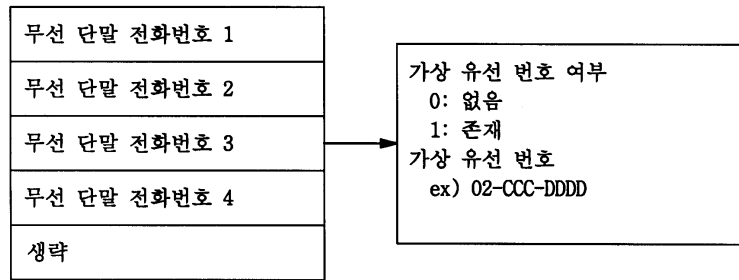 무선 단말 전화번호 1
무선 단말 전화번호 2
무선 단말 전화번호 3
무선 단말 전화번호 4
생략
가상 유선 번호 여부
0: 없음
1: 존재
가상 유선 번호
ex) 02-CCC-DDDD